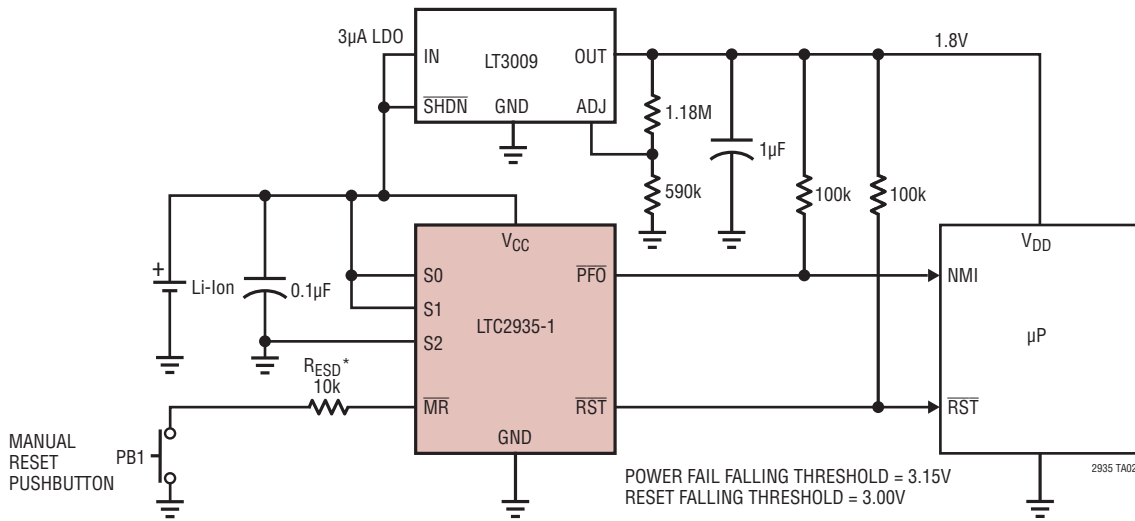 3µA LDO
IN
LT3009
OUT
1.8V
SHDN
GND
ADJ
1.18M
1µF
590k
100k
100k
VCC
VDD
+
Li-Ion
0.1µF
S0
S1
S2
LTC2935-1
PFO
NMI
µP
RESD*
10k
MR
RST
RST
GND
MANUAL
RESET
PUSHBUTTON
PB1
POWER FAIL FALLING THRESHOLD = 3.15V
RESET FALLING THRESHOLD = 3.00V
2935 TA02